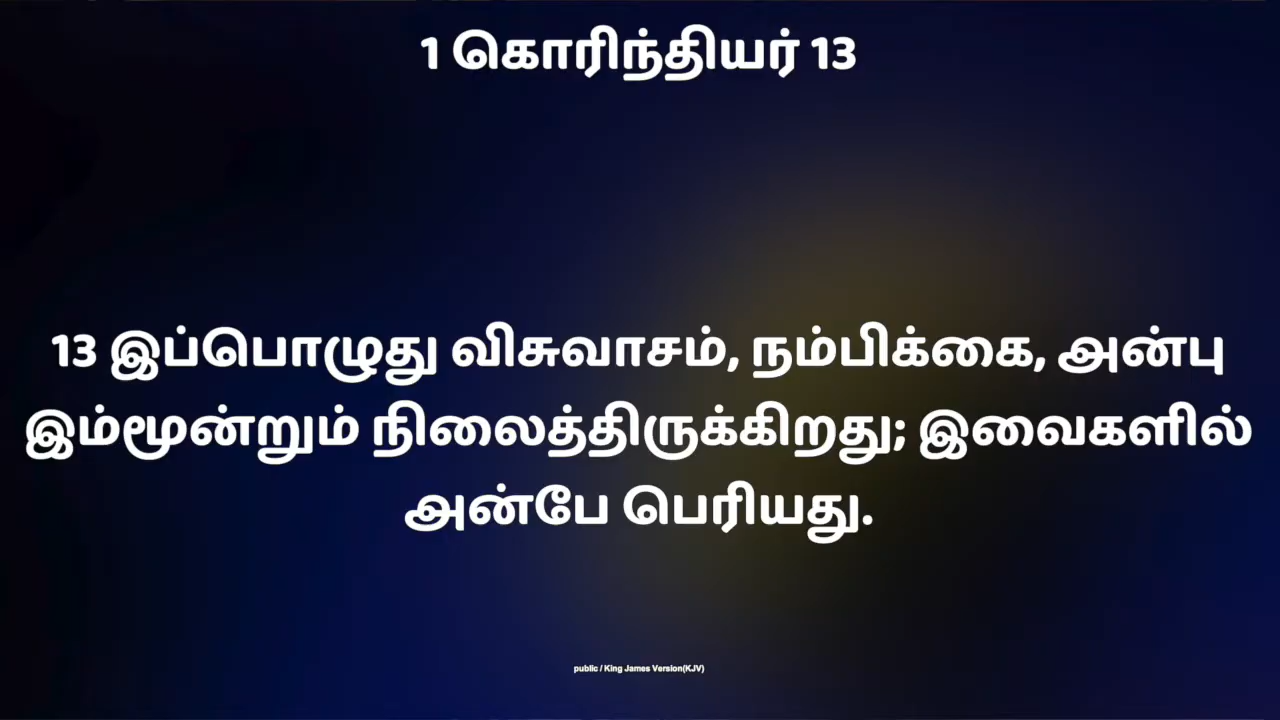 1 கொரிந்தியர் 13
13 இப்பொழுது விசுவாசம், நம்பிக்கை, அன்பு
இம்மூன்றும் நிலைத்திருக்கிறது; இவைகளில்
அன்பே பெரியது.
public / King James Version(KJV)